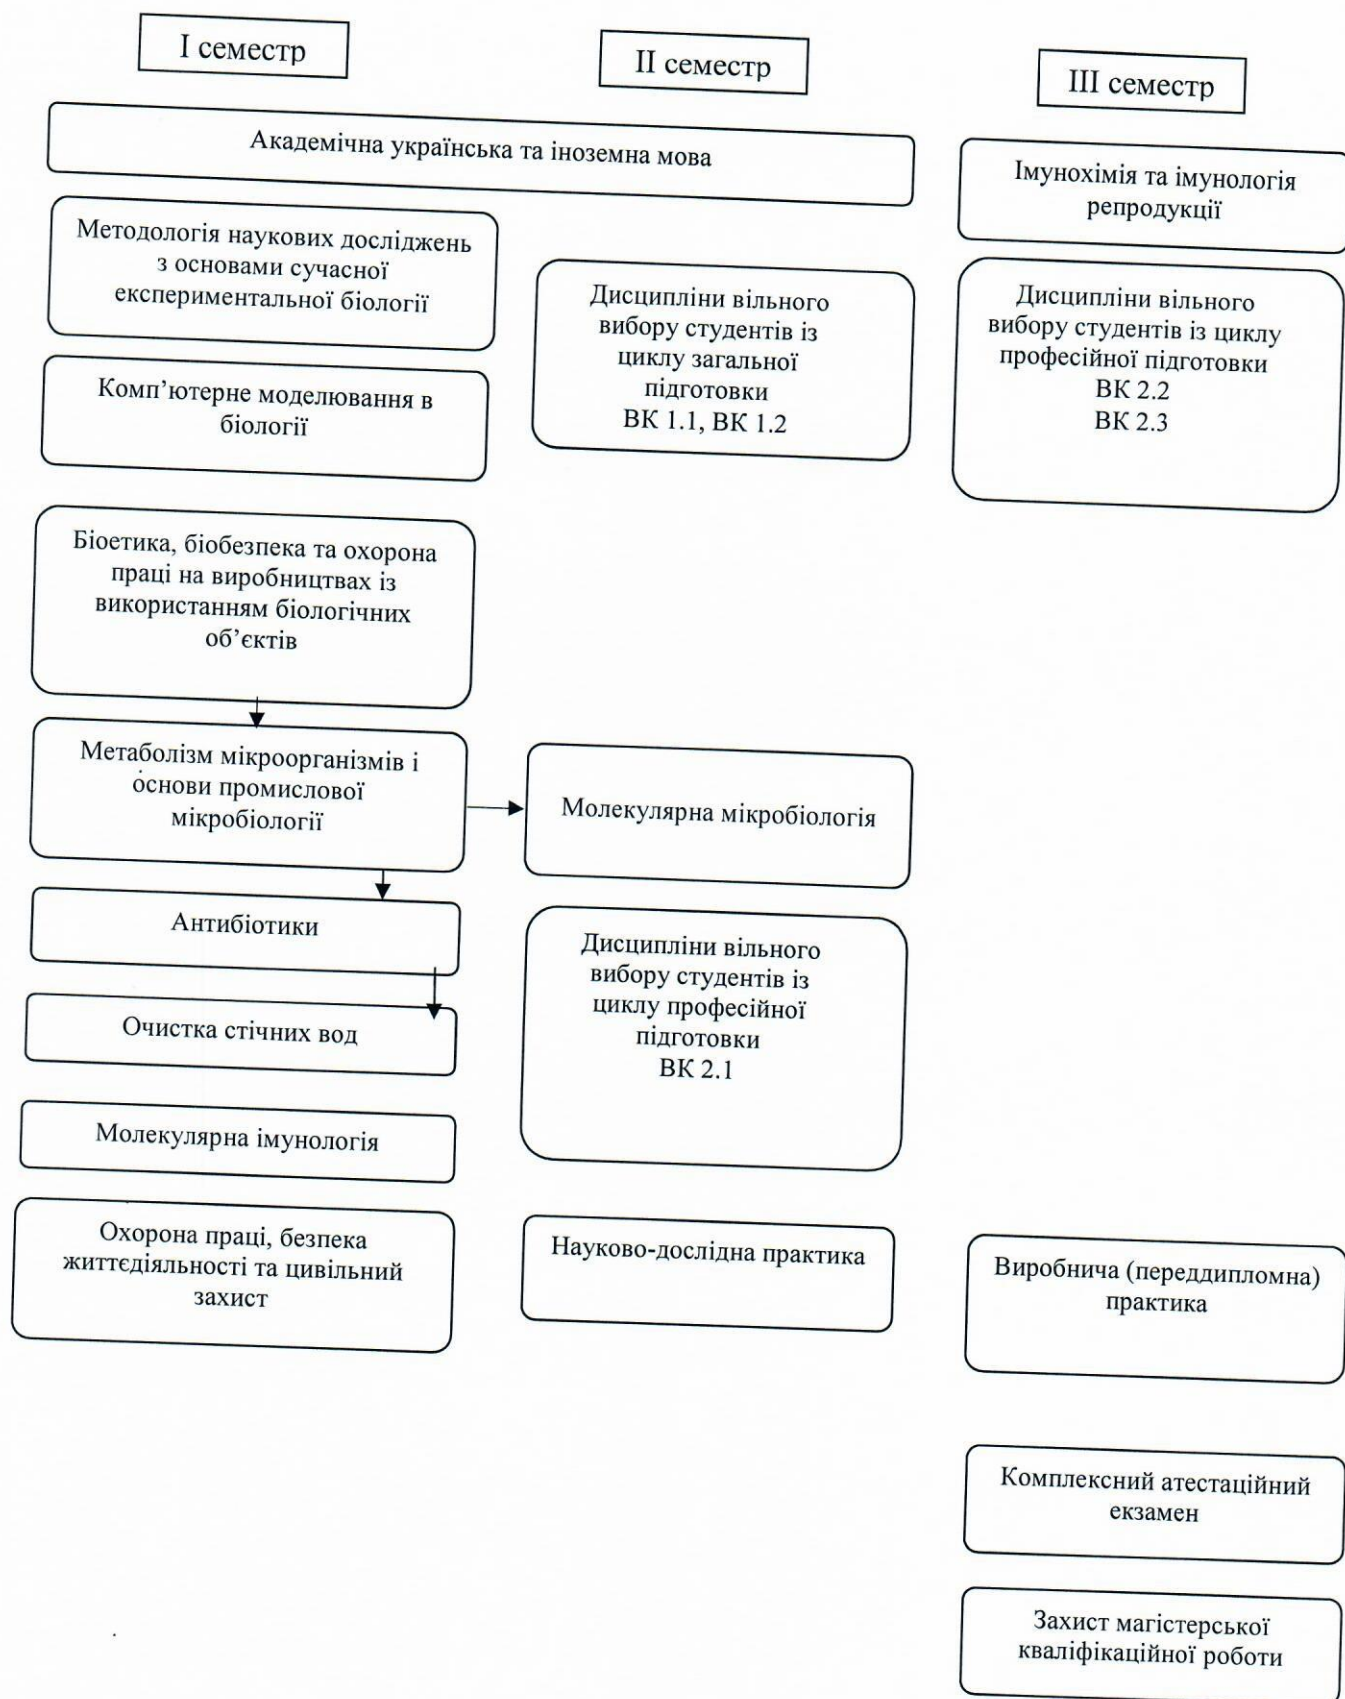 I семестр
II семестр
III семестр
Академічна українська та іноземна мова
Імунохімія та імунологія
репродукції
Методологія наукових досліджень
з основами сучасної
експериментальної біології
Дисципліни вільного
вибору студентів із
циклу загальної
підготовки
ВК 1.1, ВК 1.2
Дисципліни вільного
вибору студентів із циклу
професійної підготовки
ВК 2.2
ВК 2.3
Комп’ютерне моделювання в
біології
Біоетика, біобезпека та охорона
праці на виробництвах із
використанням біологічних
об’єктів
Метаболізм мікроорганізмів і
основи промислової
мікробіології
Молекулярна мікробіологія
Антибіотики
Дисципліни вільного
вибору студентів із
циклу професійної
підготовки
ВК 2.1
Очистка стічних вод
Молекулярна імунологія
Охорона праці, безпека
життєдіяльності та цивільний
захист
Науково-дослідна практика
Виробнича (переддипломна)
практика
Комплексний атестаційний
екзамен
Захист магістерської
кваліфікаційної роботи